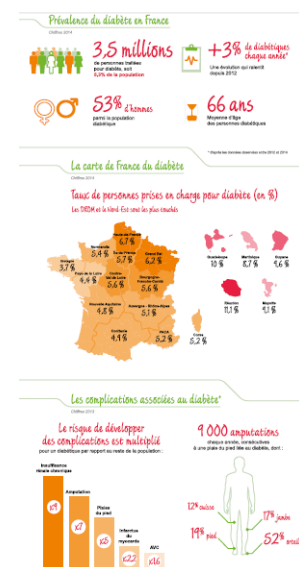 Prévalence du diabète en France
Chiffres 2014
3,5 millions
de personnes traitées
pour diabète, soit
5,3% de la population
+3% de diabétiques
chaque année*
Une évolution qui ralentit
depuis 2012
53% d'hommes
parmi la population
diabétique
66 ans
Moyenne d'âge
des personnes diabétiques
La carte de France du diabète
Chiffres 2014
Taux de personnes prises en charge pour diabète (en %)
Les DROM et le Nord-Est sont les plus touchés
Hauts-de-France
6,7%
Normandie
5,4%
Ile-de-France
5,7%
Grand Est
6,2%
Bretagne
3,7%
Pays de la Loire
4,4%
Centre-
Val de Loire
5,6%
Bourgogne-
Franche-Comté
5,6%
Nouvelle-Aquitaine
4,8%
Auvergne - Rhône-Alpes
5,1%
Occitanie
4,9%
PACA
5,2%
Corse
5,2%
Guadeloupe
10%
Martinique
8,7%
Guyane
9,6%
Réunion
11,1%
Mayotte
9,1%
Les complications associées au diabète*
Chiffres 2013
Le risque de développer
des complications est multiplié
pour un diabétique par rapport au reste de la population :
Insuffisance
rénale chronique
x9
Amputation
x7
Plaies
du pied
x5
Infarctus
du
myocarde
x2,2
AVC
x1,6
9 000 amputations
chaque année, consécutives
à une plaie du pied liée au diabète, dont :
12% cuisse
17% jambe
19% pied
52% orteil